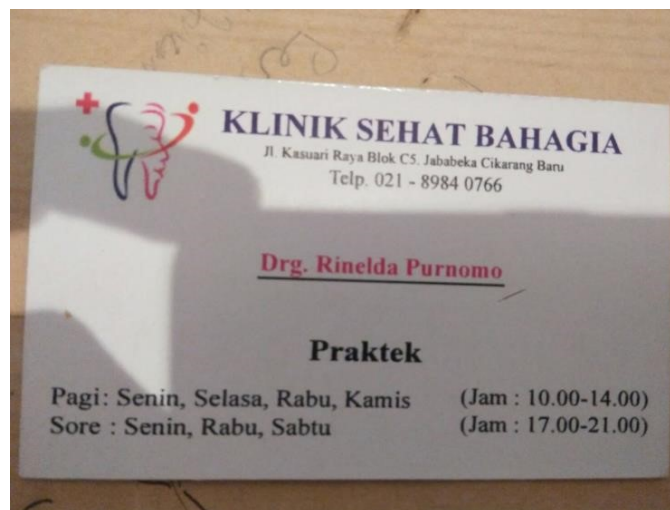 KLINIK SEHAT BAHAGIA
Jl. Kasuari Raya Blok C5. Jababeka Cikarang Baru
Telp. 021 - 8984 0766
Drg. Rinelda Purnomo
Praktek
Pagi: Senin, Selasa, Rabu, Kamis (Jam : 10.00-14.00)
Sore : Senin, Rabu, Sabtu (Jam : 17.00-21.00)